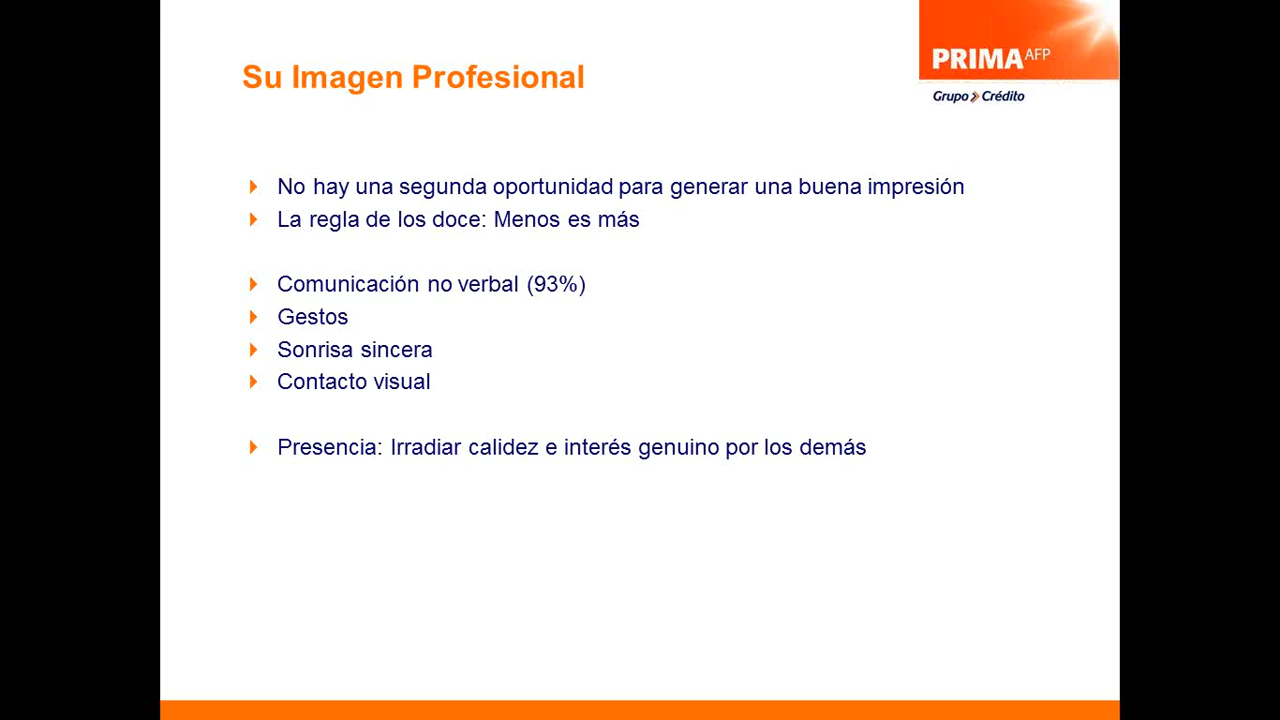 PRIMA AFP
Grupo Crédito
Su Imagen Profesional
No hay una segunda oportunidad para generar una buena impresión
La regla de los doce: Menos es más
Comunicación no verbal (93%)
Gestos
Sonrisa sincera
Contacto visual
Presencia: Irradiar calidez e interés genuino por los demás